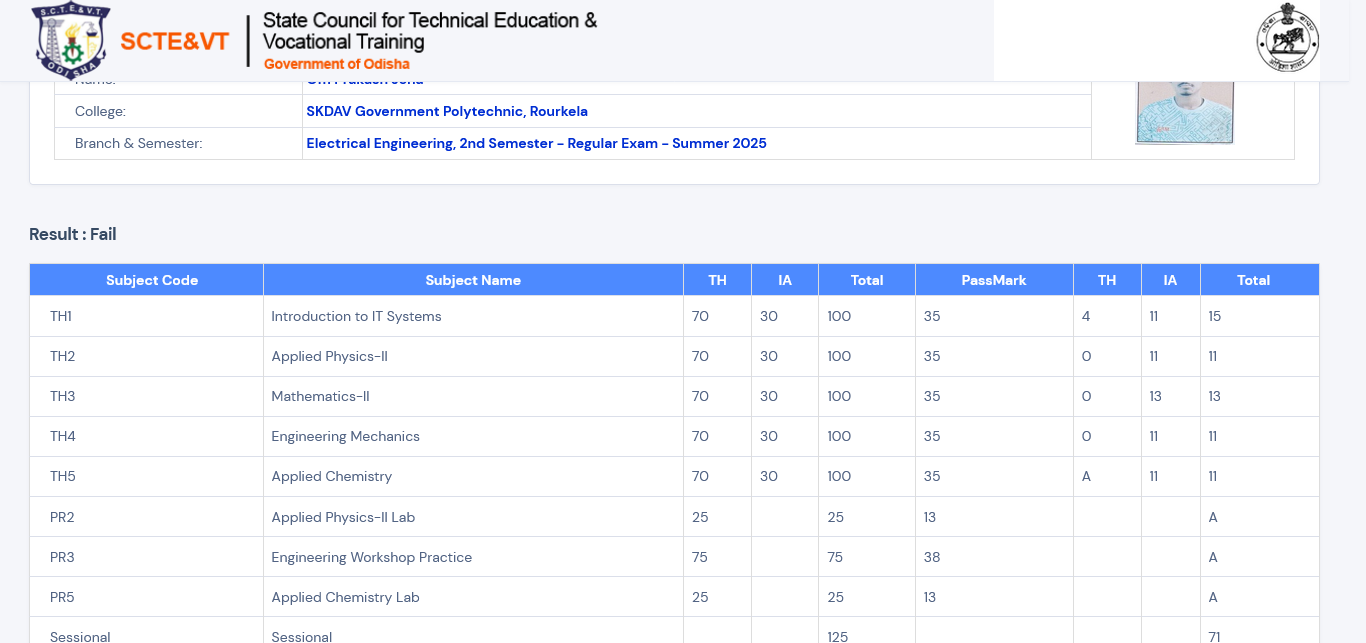 S.C.T.E.&V.T.
ODISHA
SCTE&VT
State Council for Technical Education &
Vocational Training
Government of Odisha
College: SKDAV Government Polytechnic, Rourkela
Branch & Semester: Electrical Engineering, 2nd Semester - Regular Exam - Summer 2025
Result : Fail
Subject Code Subject Name TH IA Total PassMark TH IA Total
TH1 Introduction to IT Systems 70 30 100 35 4 11 15
TH2 Applied Physics-II 70 30 100 35 0 11 11
TH3 Mathematics-II 70 30 100 35 0 13 13
TH4 Engineering Mechanics 70 30 100 35 0 11 11
TH5 Applied Chemistry 70 30 100 35 A 11 11
PR2 Applied Physics-II Lab 25 25 13 A
PR3 Engineering Workshop Practice 75 75 38 A
PR5 Applied Chemistry Lab 25 25 13 A
Sessional Sessional 125 71